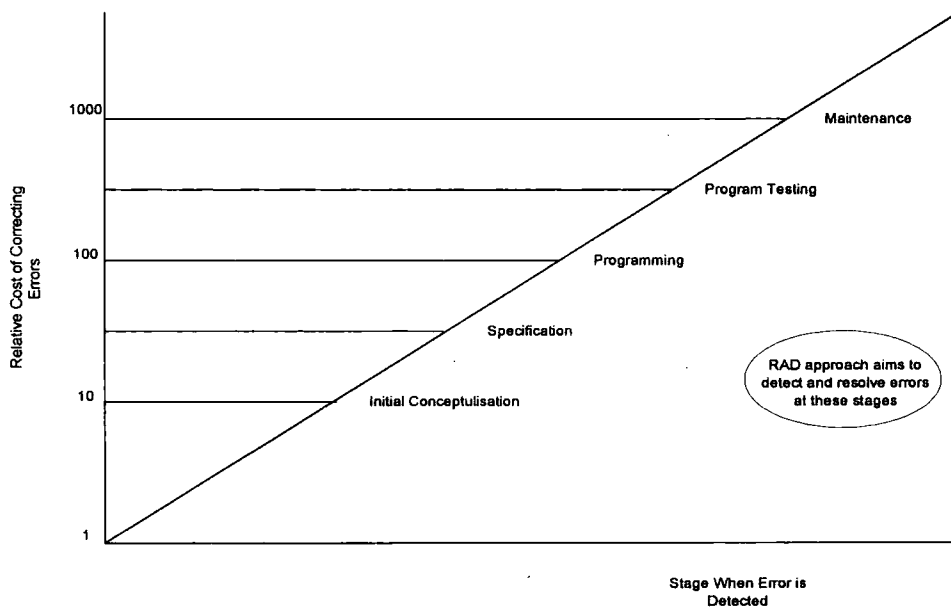 Relative Cost of Correcting
Errors
1000
100
10
1
Maintenance
Program Testing
Programming
Specification
Initial Conceptulisation
RAD approach aims to
detect and resolve errors
at these stages
Stage When Error is
Detected